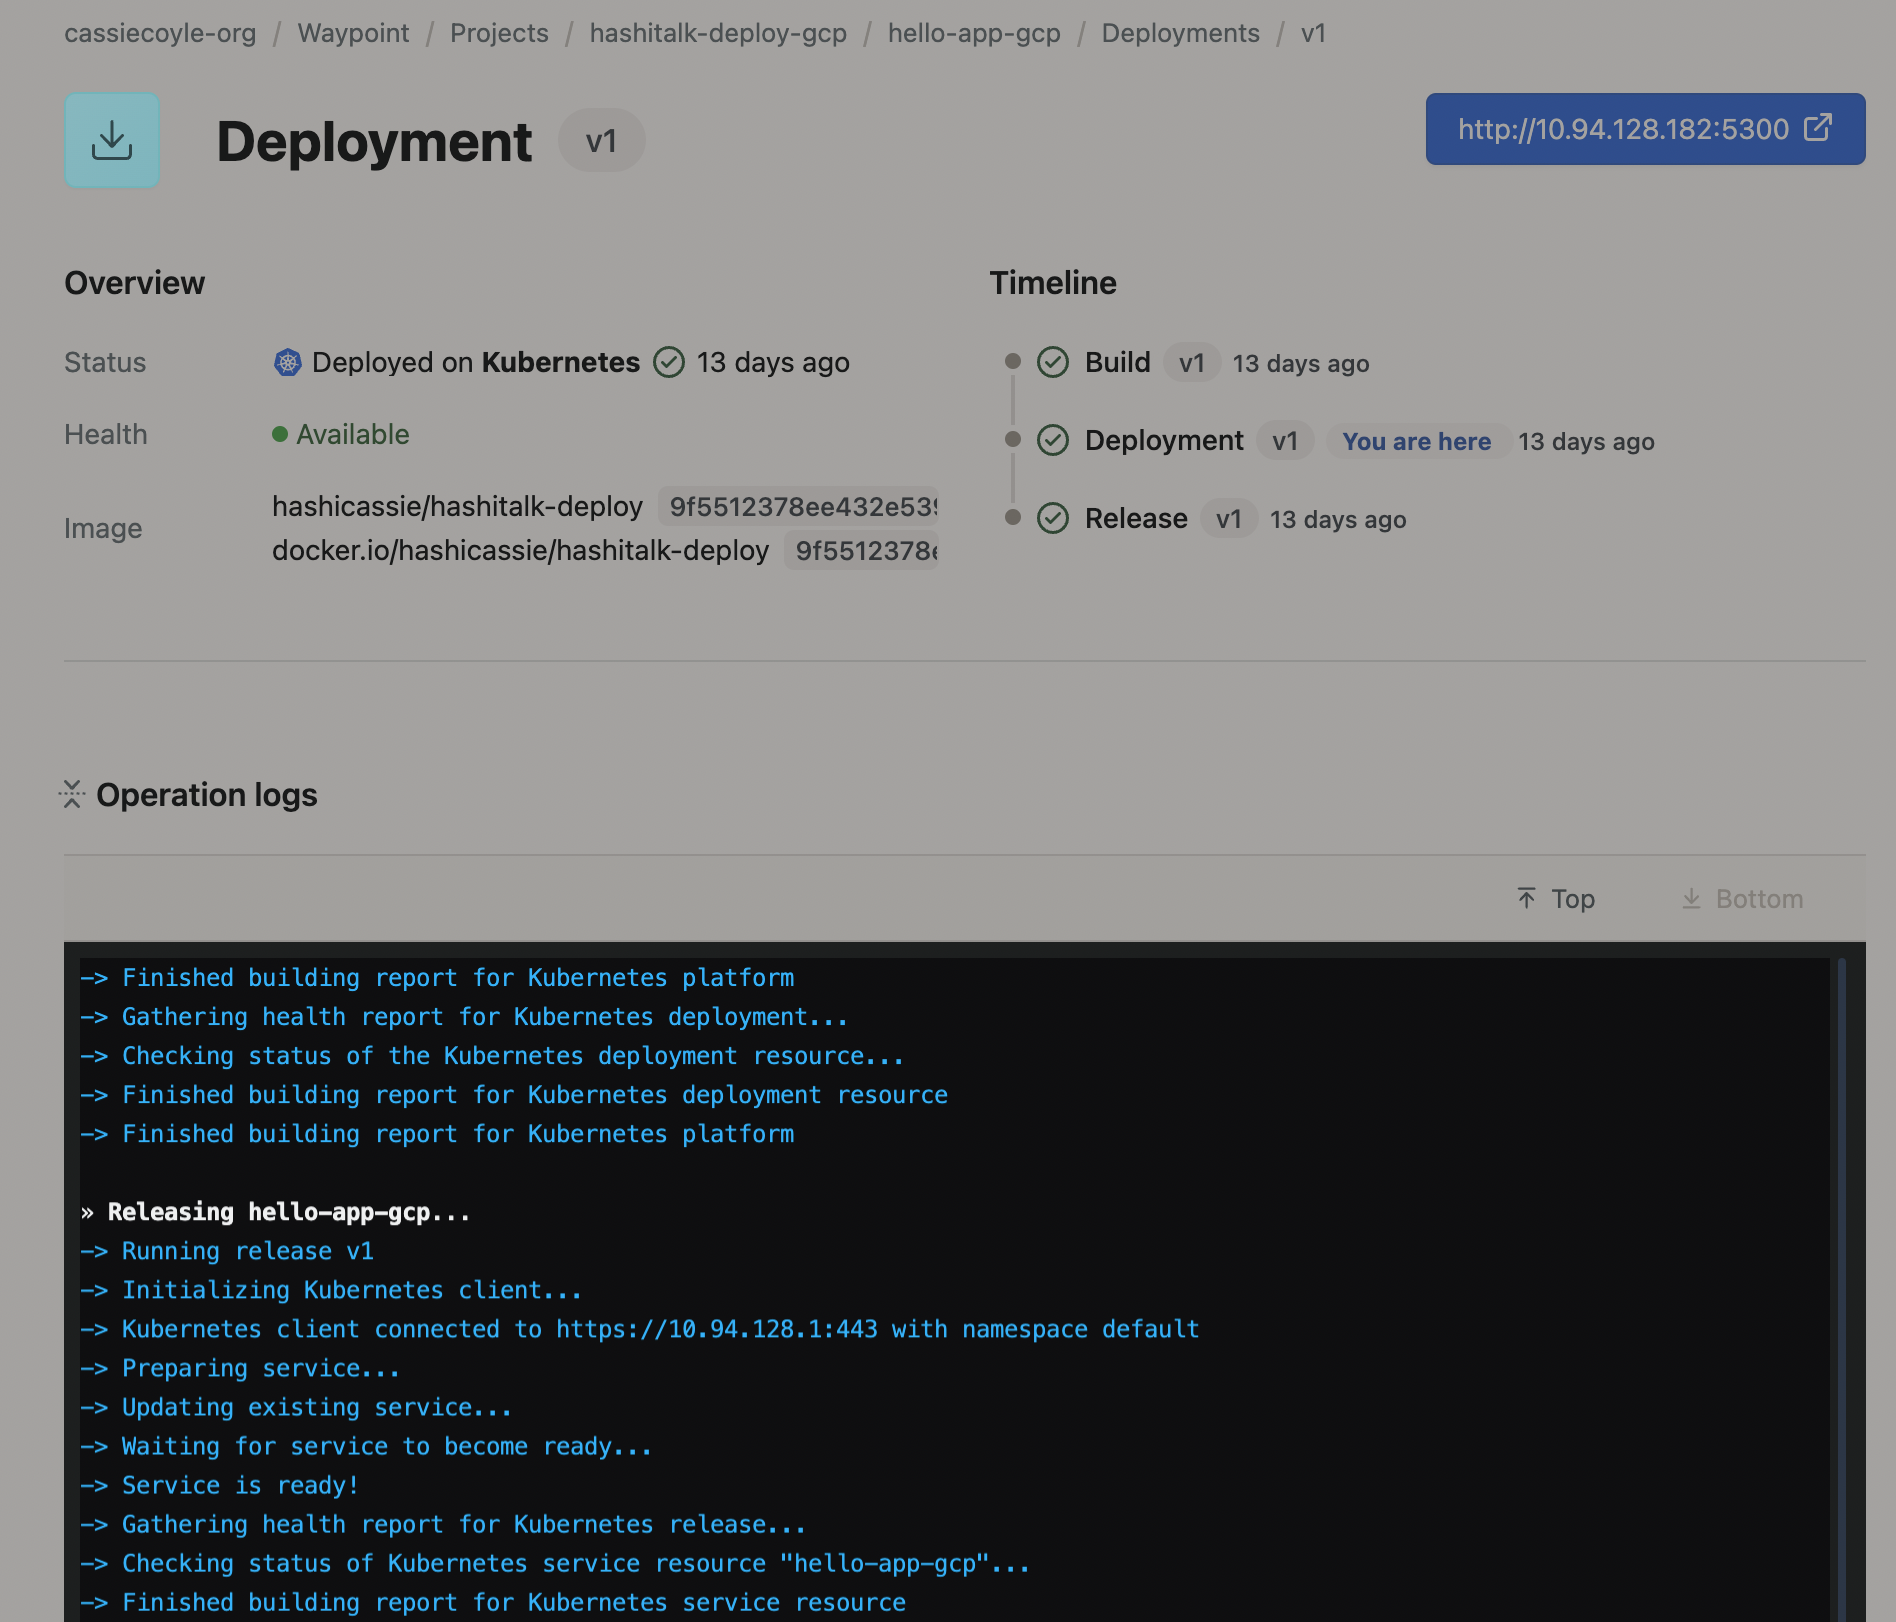 cassiecoyle-org / Waypoint / Projects / hashitalk-deploy-gcp / hello-app-gcp / Deployments / v1
Deployment v1
http://10.94.128.182:5300
Overview
Status Deployed on Kubernetes 13 days ago
Health Available
Image
hashicassie/hashitalk-deploy 9f5512378ee432e53
docker.io/hashicassie/hashitalk-deploy 9f5512378
Timeline
Build v1 13 days ago
Deployment v1 You are here 13 days ago
Release v1 13 days ago
Operation logs
Top Bottom
-> Finished building report for Kubernetes platform
-> Gathering health report for Kubernetes deployment...
-> Checking status of the Kubernetes deployment resource...
-> Finished building report for Kubernetes deployment resource
-> Finished building report for Kubernetes platform
» Releasing hello-app-gcp...
-> Running release v1
-> Initializing Kubernetes client...
-> Kubernetes client connected to https://10.94.128.1:443 with namespace default
-> Preparing service...
-> Updating existing service...
-> Waiting for service to become ready...
-> Service is ready!
-> Gathering health report for Kubernetes release...
-> Checking status of Kubernetes service resource "hello-app-gcp"...
-> Finished building report for Kubernetes service resource